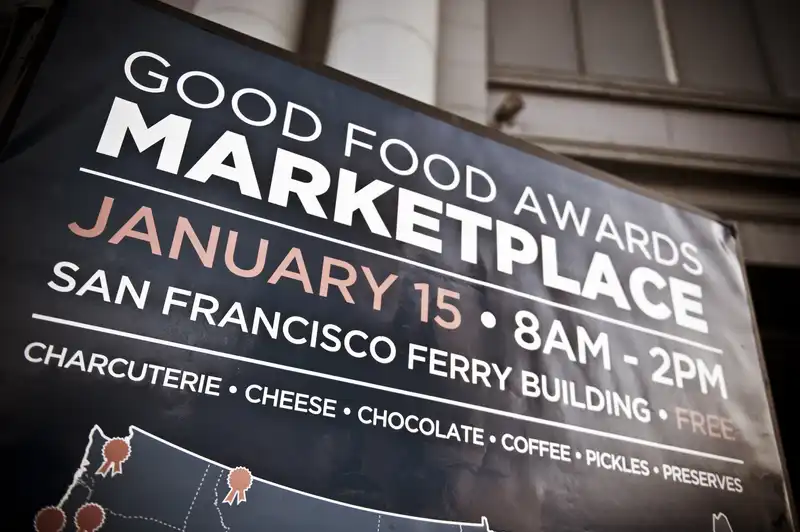 GOOD FOOD AWARDS
MARKETPLACE
JANUARY 15 • 8AM - 2PM
SAN FRANCISCO FERRY BUILDING • FREE
CHARCUTERIE • CHEESE • CHOCOLATE • COFFEE • PICKLES • PRESERVES